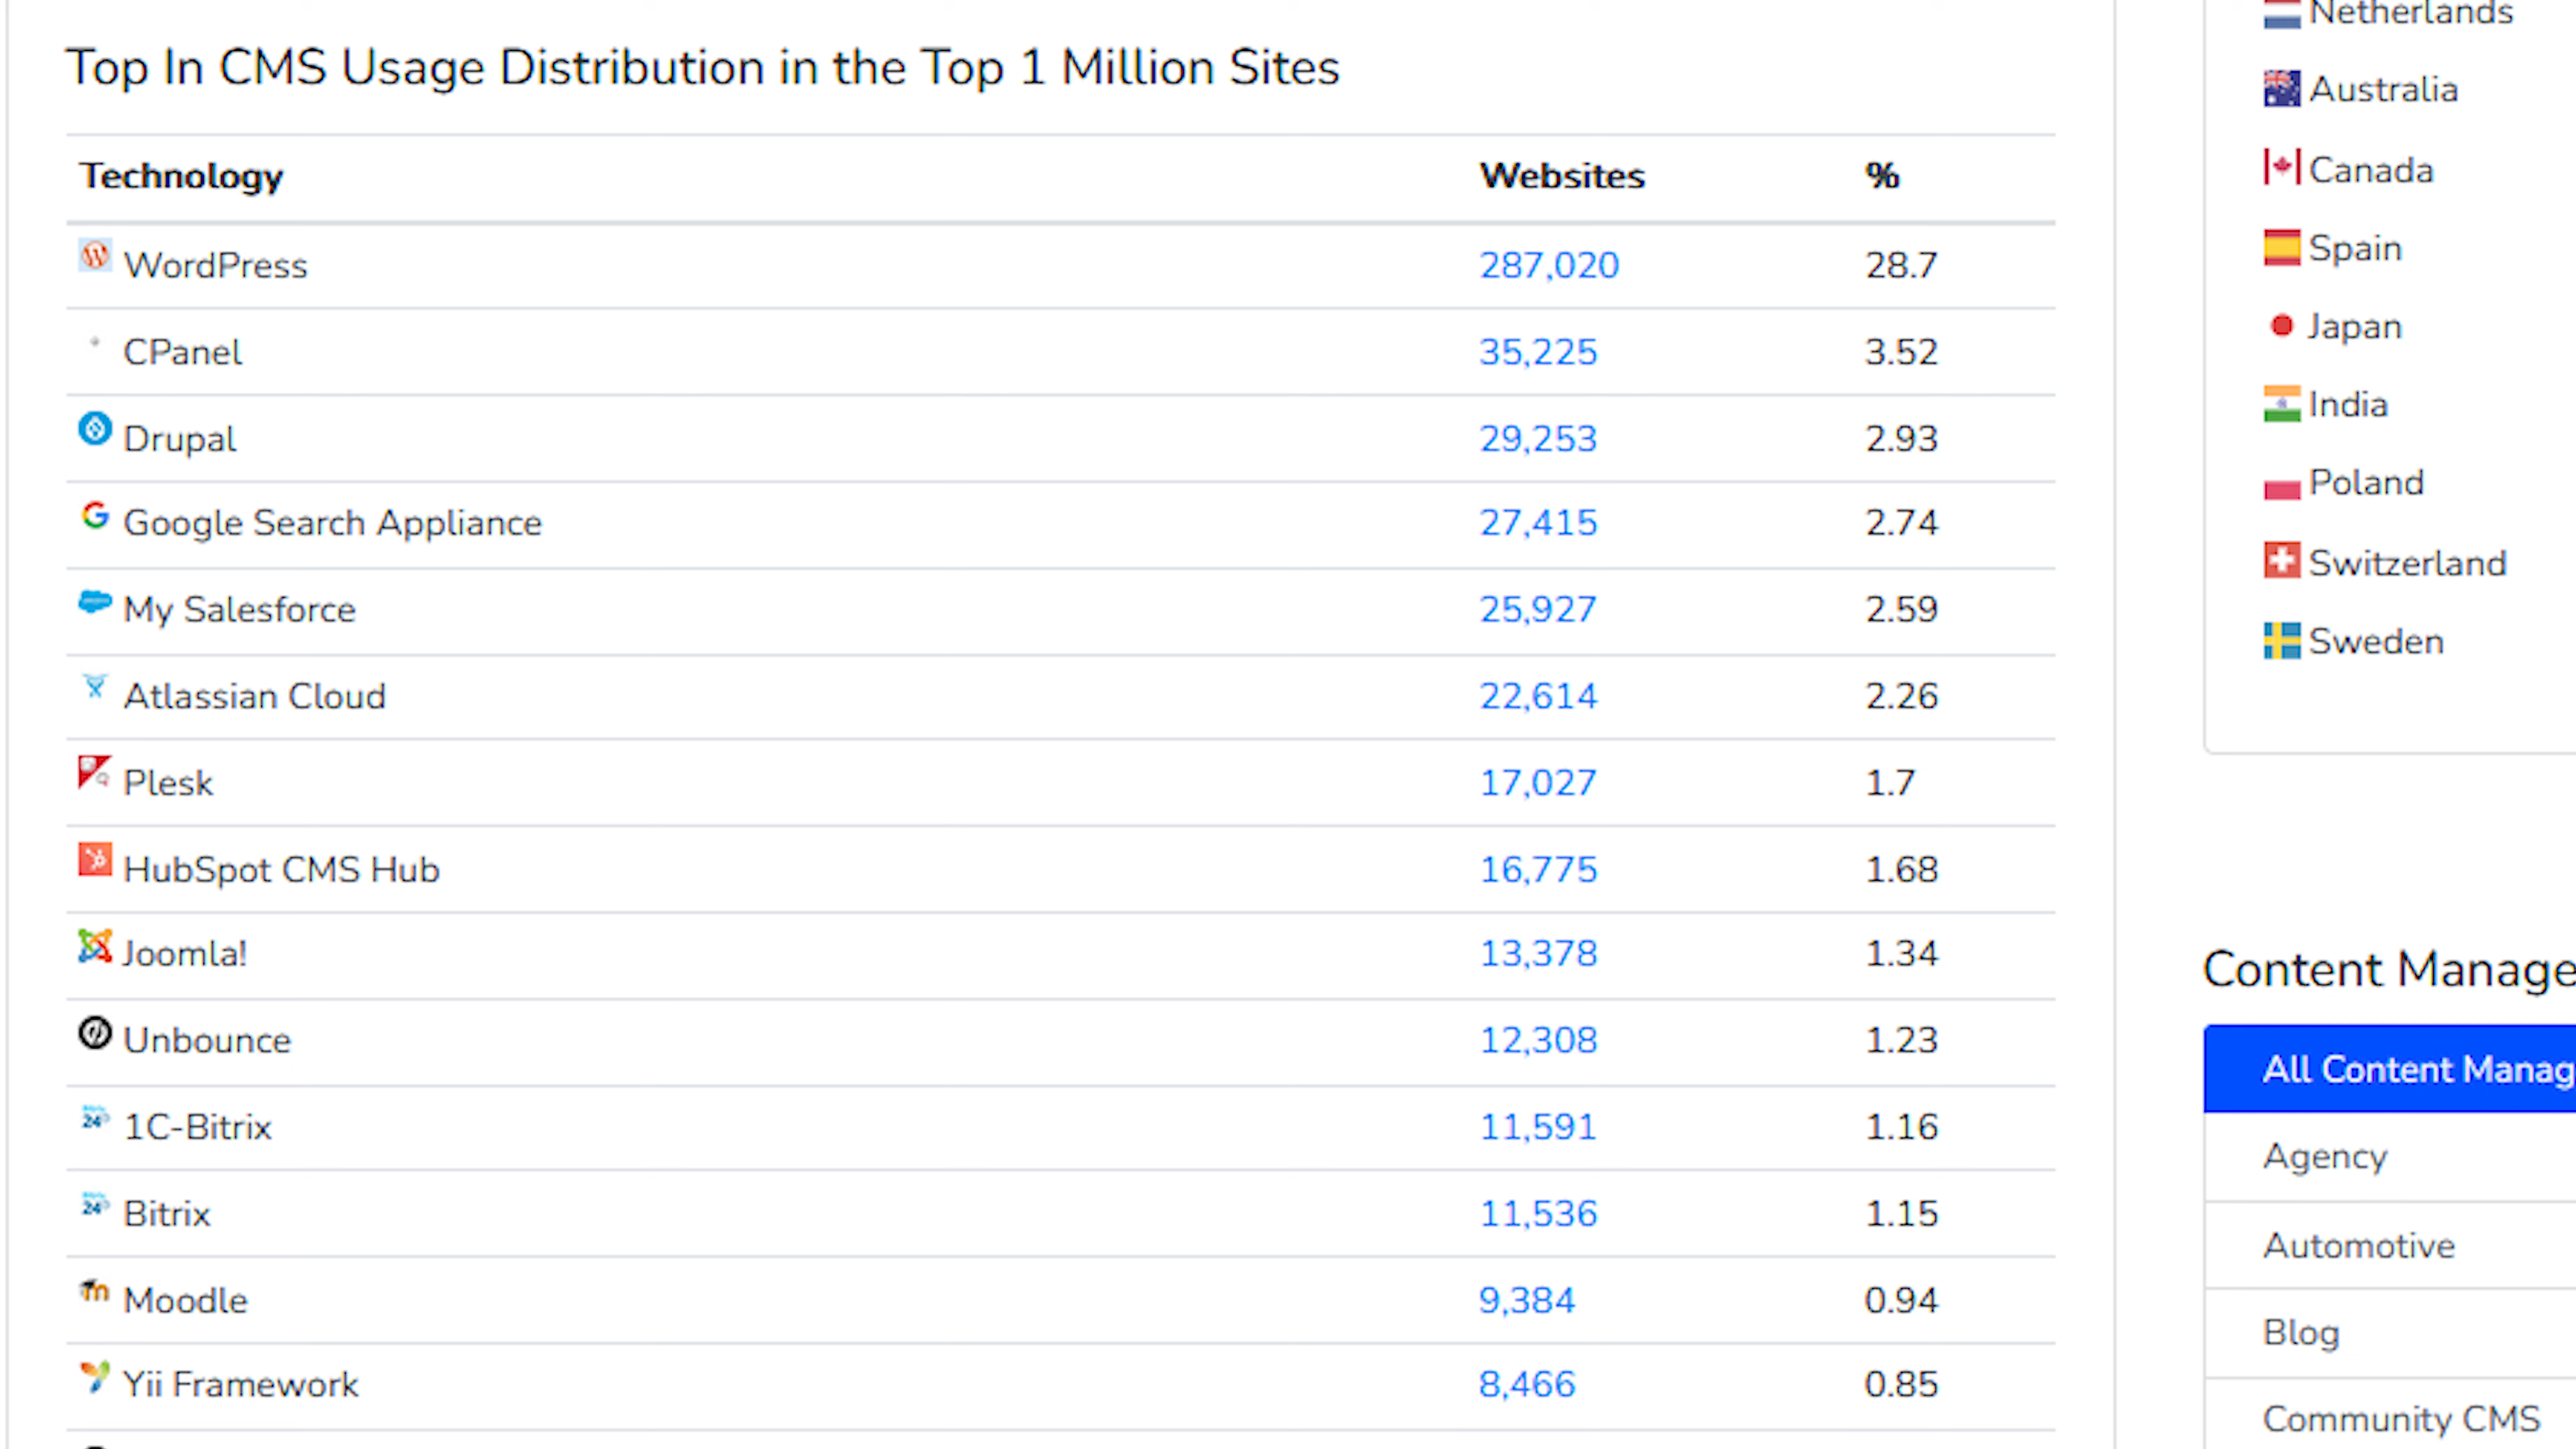 Top In CMS Usage Distribution in the Top 1 Million Sites
Technology Websites %
WordPress 287,020 28.7
CPanel 35,225 3.52
Drupal 29,253 2.93
Google Search Appliance 27,415 2.74
My Salesforce 25,927 2.59
Atlassian Cloud 22,614 2.26
Plesk 17,027 1.7
HubSpot CMS Hub 16,775 1.68
Joomla! 13,378 1.34
Unbounce 12,308 1.23
1C-Bitrix 11,591 1.16
Bitrix 11,536 1.15
Moodle 9,384 0.94
Yii Framework 8,466 0.85
Netherlands
Australia
Canada
Spain
Japan
India
Poland
Switzerland
Sweden
Content Manage
All Content Manag
Agency
Automotive
Blog
Community CMS